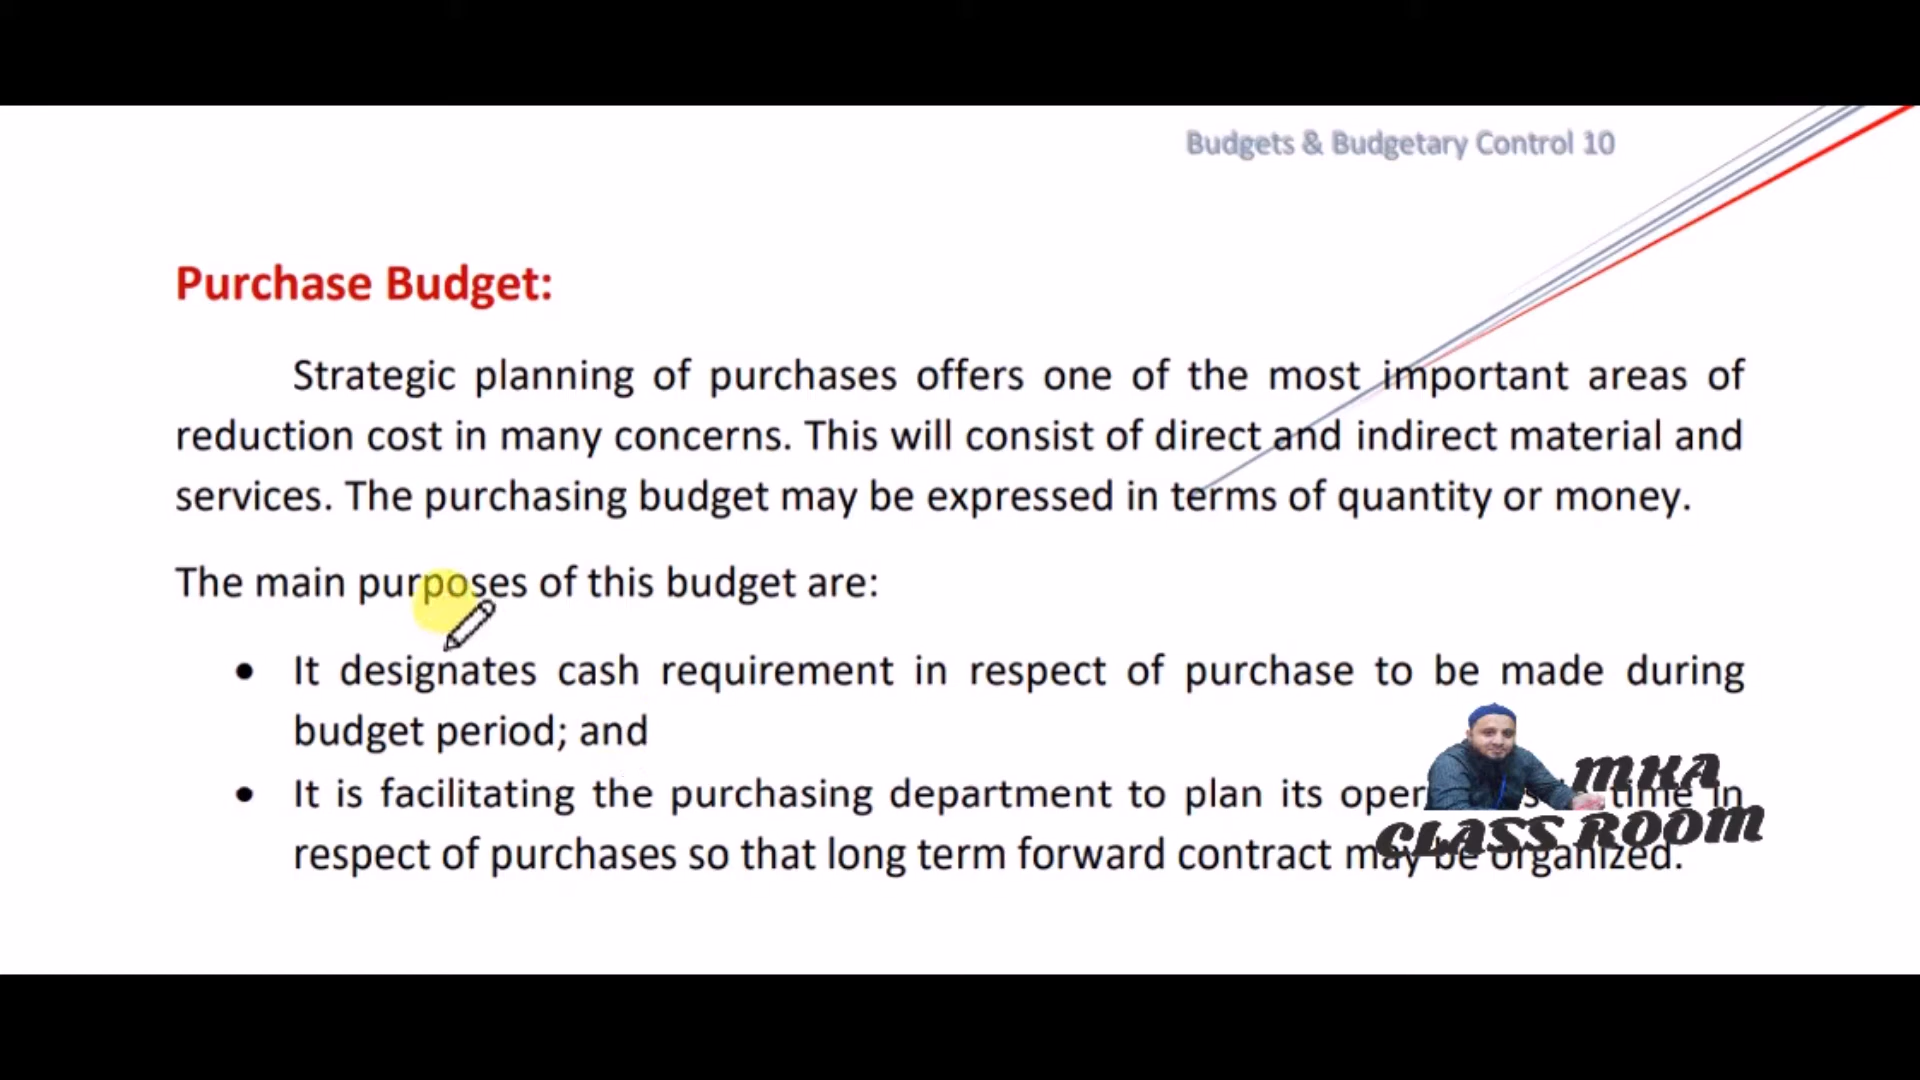 Budgets & Budgetary Control 10
Purchase Budget:
Strategic planning of purchases offers one of the most important areas of
reduction cost in many concerns. This will consist of direct and indirect material and
services. The purchasing budget may be expressed in terms of quantity or money.
The main purposes of this budget are:
• It designates cash requirement in respect of purchase to be made during
budget period; and
• It is facilitating the purchasing department to plan its time in
respect of purchases so that long term forward contract may be organized.
MKA
CLASS ROOM